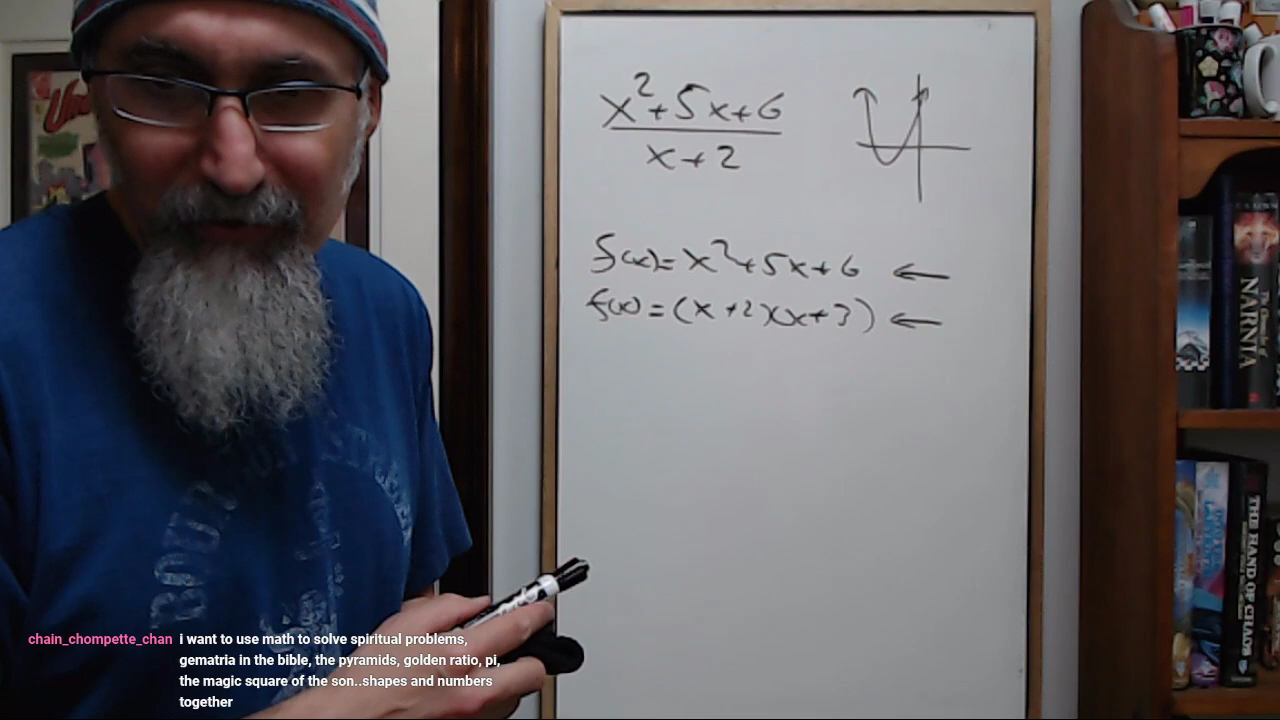 x²+5x+6
x+2
f(x)=x²+5x+6 ←
f(x)=(x+2)(x+3) ←
NARNIA
THE HAND OF CHAOS
chain_chompette_chan i want to use math to solve spiritual problems,
gematria in the bible, the pyramids, golden ratio, pi,
the magic square of the son..shapes and numbers
together